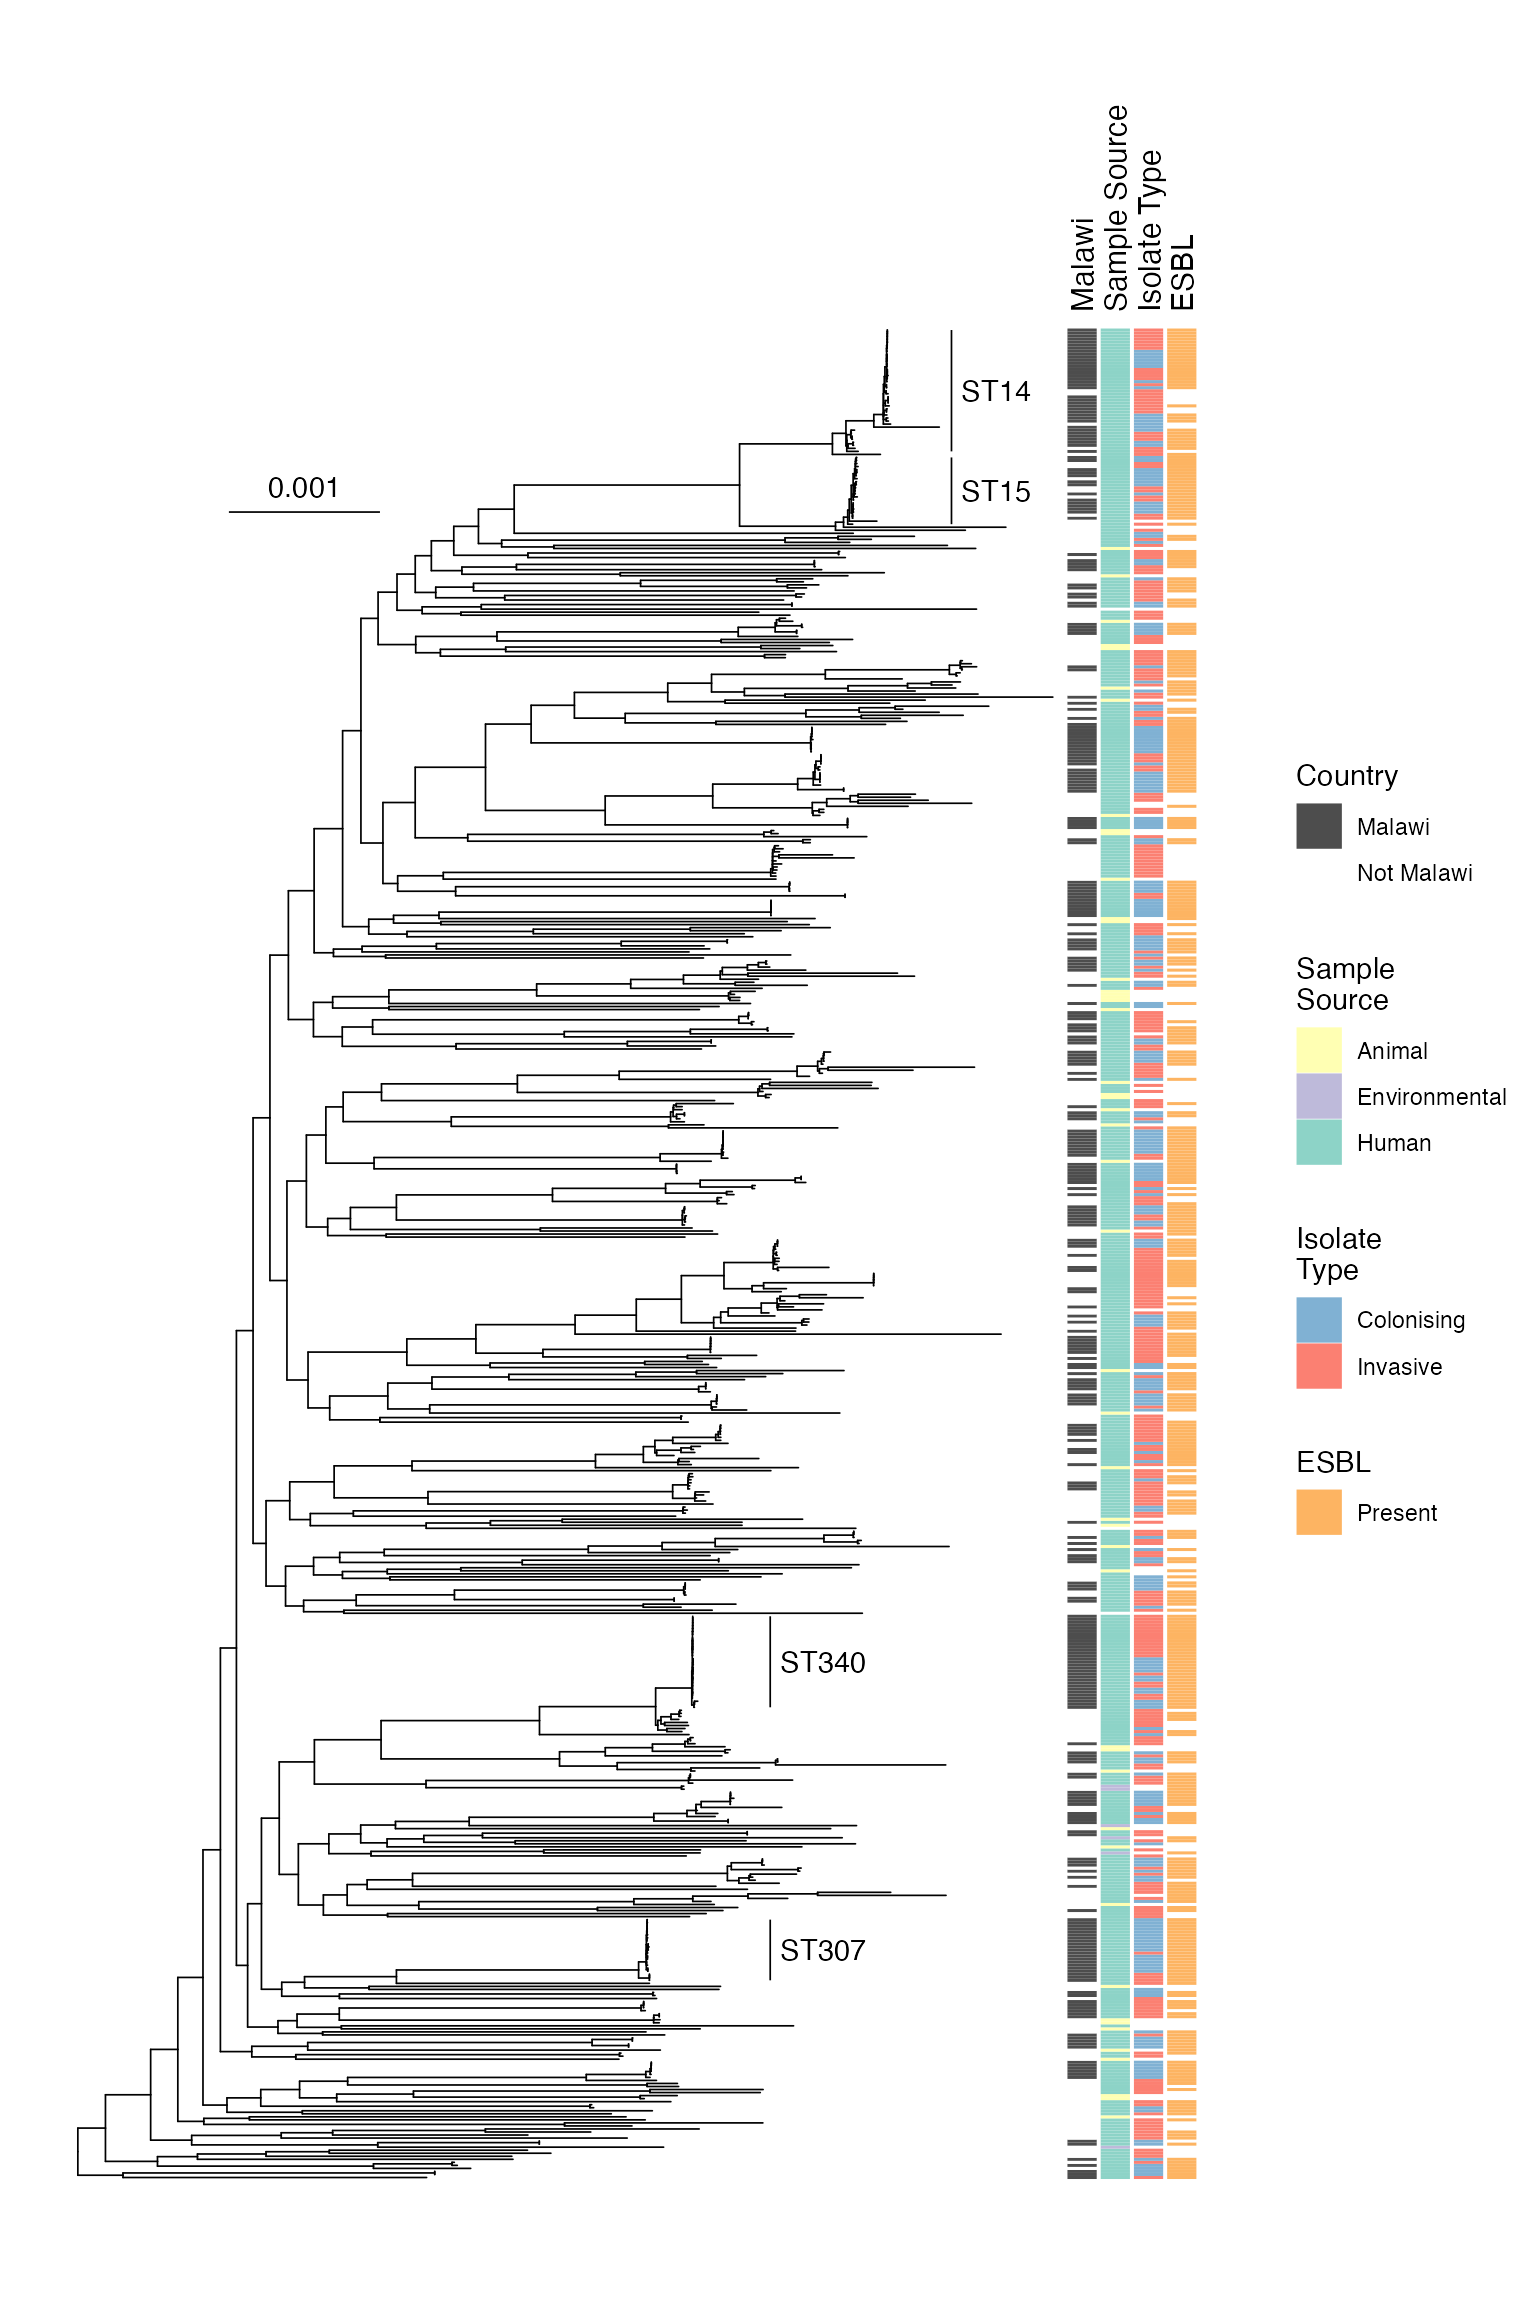 Malawi
Sample Source
Isolate Type
ESBL
ST14
0.001
ST15
Country
Malawi
Not Malawi
Sample
Source
Animal
Environmental
Human
Isolate
Type
Colonising
Invasive
ESBL
Present
ST340
ST307